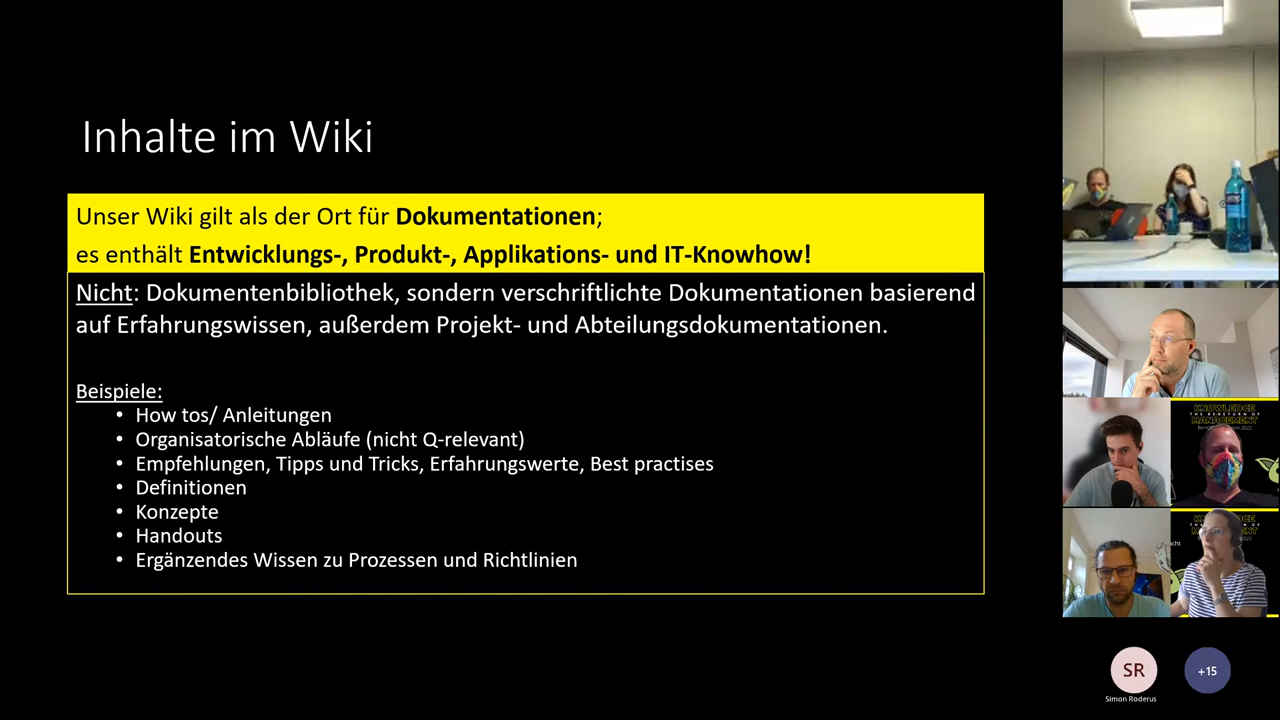 Inhalte im Wiki
Unser Wiki gilt als der Ort für Dokumentationen;
es enthält Entwicklungs-, Produkt-, Applikations- und IT-Knowhow!
Nicht: Dokumentenbibliothek, sondern verschriftlichte Dokumentationen basierend
auf Erfahrungswissen, außerdem Projekt- und Abteilungsdokumentationen.
Beispiele:
• How tos/ Anleitungen
• Organisatorische Abläufe (nicht Q-relevant)
• Empfehlungen, Tipps und Tricks, Erfahrungswerte, Best practises
• Definitionen
• Konzepte
• Handouts
• Ergänzendes Wissen zu Prozessen und Richtlinien
KNOWLEDGE
MANAGEMENT
SR
+15
Simon Roderus